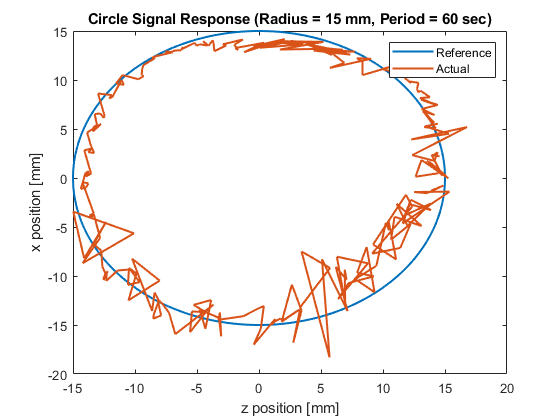 Circle Signal Response (Radius = 15 mm, Period = 60 sec)
Reference
Actual
15
10
5
0
-5
-10
-15
-20
x position [mm]
-15 -10 -5 0 5 10 15 20
z position [mm]